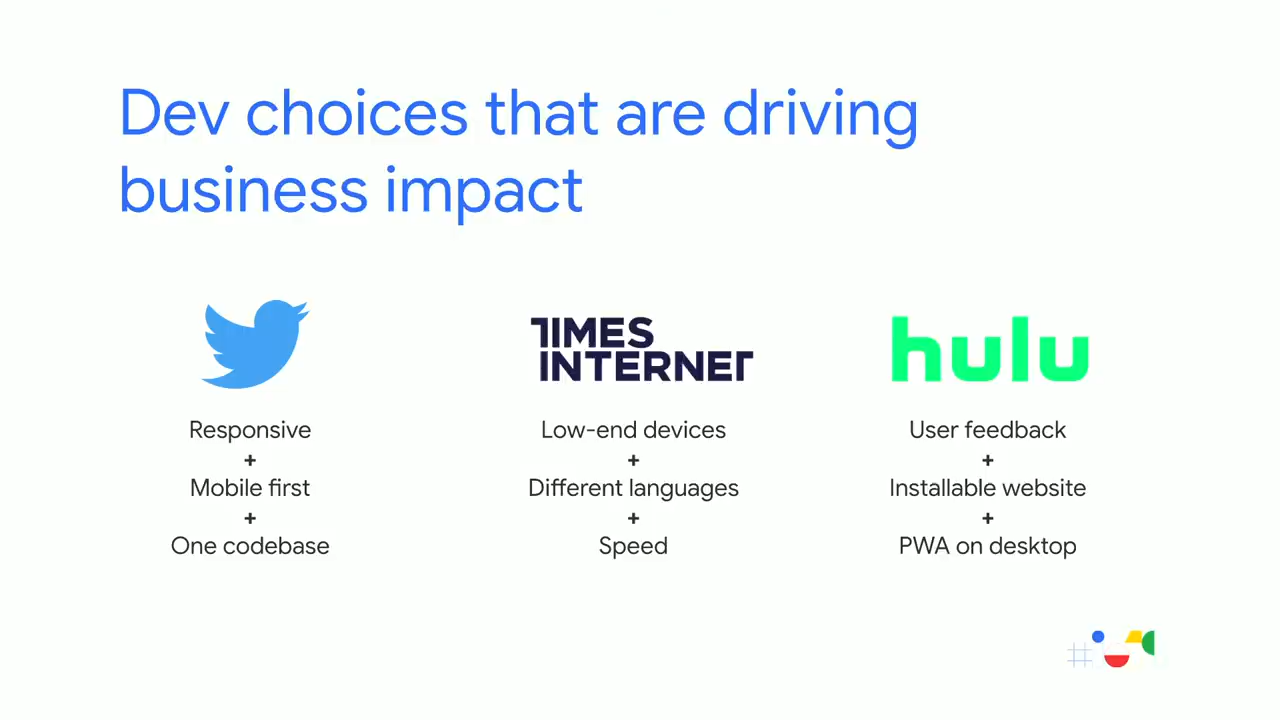 Dev choices that are driving
business impact
TIMES
INTERNET
hulu
Responsive
+
Mobile first
+
One codebase
Low-end devices
+
Different languages
+
Speed
User feedback
+
Installable website
+
PWA on desktop